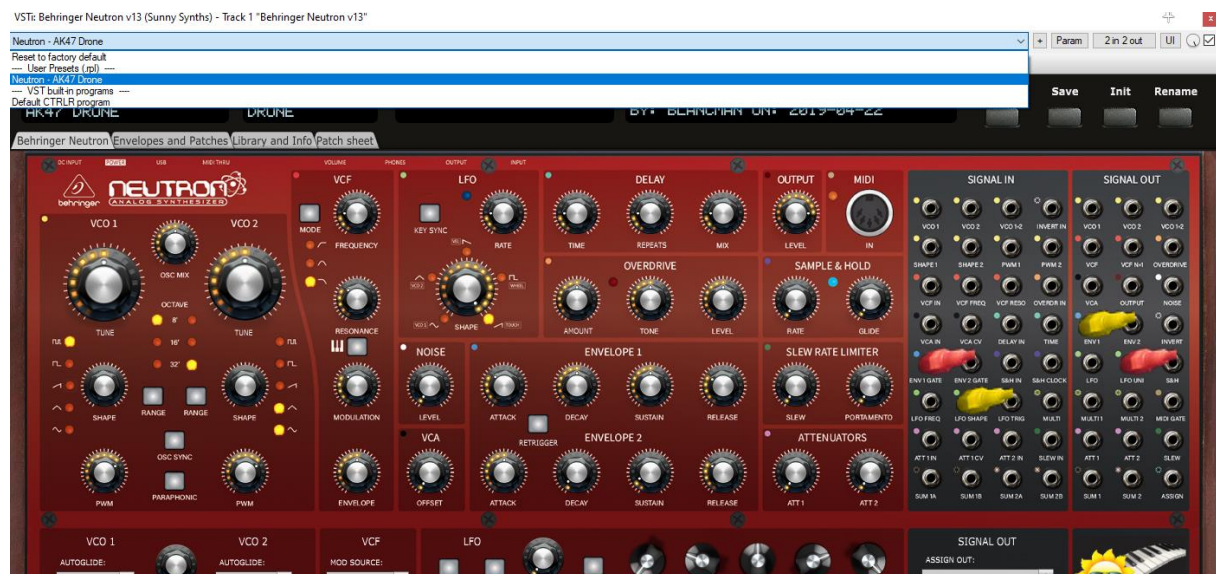 VSTi: Behringer Neutron v13 (Sunny Synths) - Track 1 "Behringer Neutron v13"
Neutron - AK47 Drone
+ Param 2 in 2 out UI
Reset to factory default
---- User Presets (.rpl) ----
Neutron - AK47 Drone
---- VST built-in programs ----
Default CTRLR program
Save Init Rename
AK47 DRONE DRONE BY: BLANCMAN ON: 2019-04-22
Behringer Neutron Envelopes and Patches Library and Info Patch sheet
DC INPUT POWER USB MIDI THRU VOLUME PHONES OUTPUT INPUT
behringer NEUTRON
ANALOG SYNTHESIZER
VCF LFO DELAY OUTPUT MIDI SIGNAL IN SIGNAL OUT
VCO 1 VCO 2
MODE FREQUENCY KEY SYNC RATE TIME REPEATS MIX LEVEL IN
VCO 1 VCO 2 VCO 1-2 INVERT IN VCO 1 VCO 2 VCO 1-2
OSC MIX
SHAPE 1 SHAPE 2 PWM 1 PWM 2 VCF VCF N+1 OVERDRIVE
OVERDRIVE SAMPLE & HOLD
VCO 2 WHEEL
VCO 1 SHAPE TOUCH
VCF IN VCF FREQ VCF RESO OVERDR IN VCA OUTPUT NOISE
OCTAVE
8'
TUNE TUNE
RESONANCE AMOUNT TONE LEVEL RATE GLIDE
16'
VCA IN VCA CV DELAY IN TIME ENV 1 ENV 2 INVERT
NOISE ENVELOPE 1 SLEW RATE LIMITER
32'
ENV 1 GATE ENV 2 GATE S&H IN S&H CLOCK LFO LFO UNI S&H
SHAPE RANGE RANGE SHAPE
MODULATION LEVEL ATTACK DECAY SUSTAIN RELEASE SLEW PORTAMENTO
LFO FREQ LFO SHAPE LFO TRIG MULTI MULTI 1 MULTI 2 MIDI GATE
RETRIGGER
VCA ENVELOPE 2 ATTENUATORS
OSC SYNC
ATT 1 IN ATT 1 CV ATT 2 IN SLEW IN ATT 1 ATT 2 SLEW
PARAPHONIC
PWM PWM
ENVELOPE OFFSET ATTACK DECAY SUSTAIN RELEASE ATT 1 ATT 2
SUM 1A SUM 1B SUM 2A SUM 2B SUM 1 SUM 2 ASSIGN
VCO 1 VCO 2 VCF LFO SIGNAL OUT
AUTOGLIDE: AUTOGLIDE: MOD SOURCE: ASSIGN OUT: